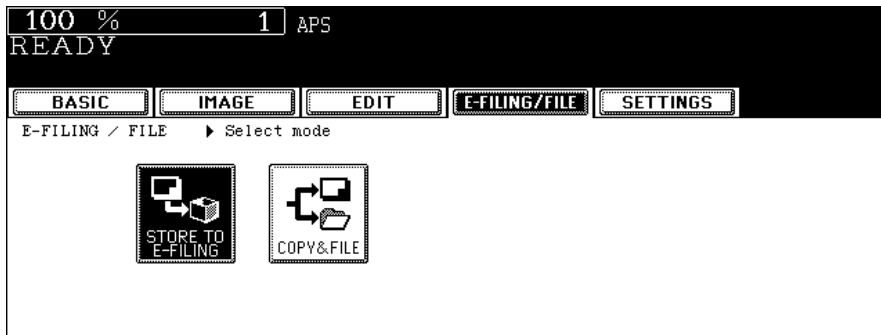 100 % 1 APS
READY
BASIC IMAGE EDIT E-FILING/FILE SETTINGS
E-FILING / FILE ▶ Select mode
STORE TO
E-FILING
COPY&FILE